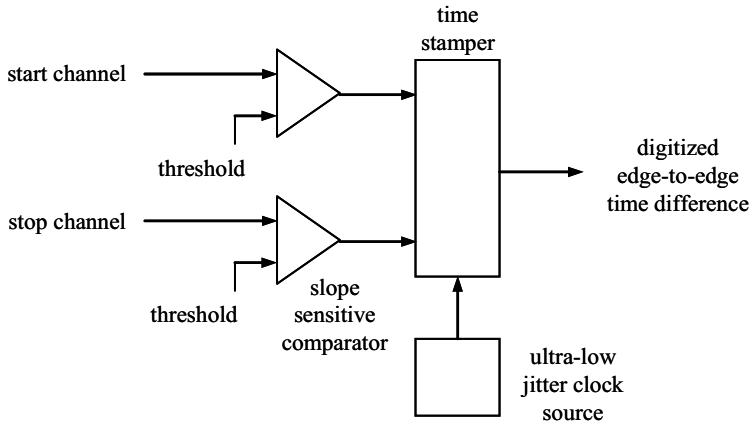 time
stamper
start channel
threshold
digitized
edge-to-edge
time difference
stop channel
threshold
slope
sensitive
comparator
ultra-low
jitter clock
source